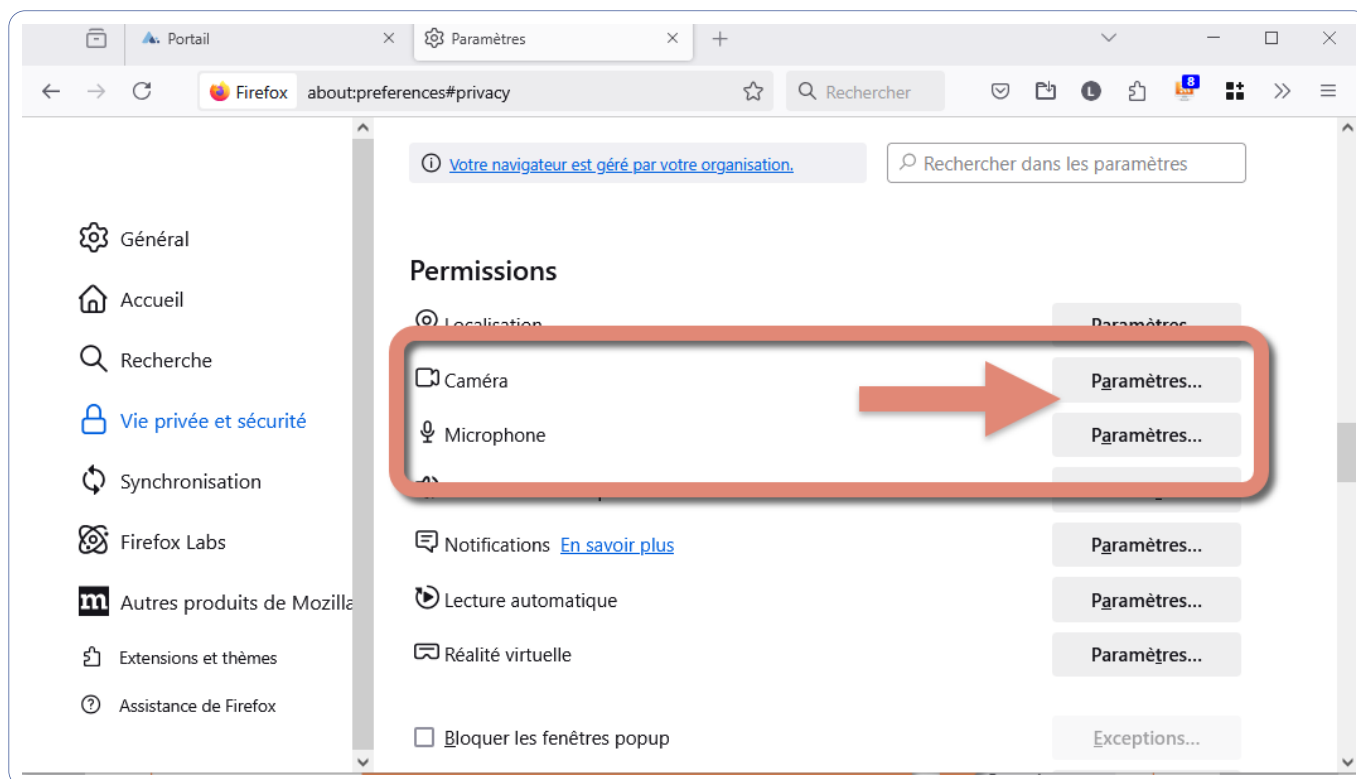 Portail
Paramètres
Firefox about:preferences#privacy
Rechercher
8
L
Votre navigateur est géré par votre organisation.
Rechercher dans les paramètres
Général
Accueil
Recherche
Vie privée et sécurité
Synchronisation
Firefox Labs
m Autres produits de Mozilla
Extensions et thèmes
Assistance de Firefox
Permissions
Localisation Paramètres...
Caméra Paramètres...
Microphone Paramètres...
Notifications En savoir plus Paramètres...
Lecture automatique Paramètres...
Réalité virtuelle Paramètres...
Bloquer les fenêtres popup Exceptions...